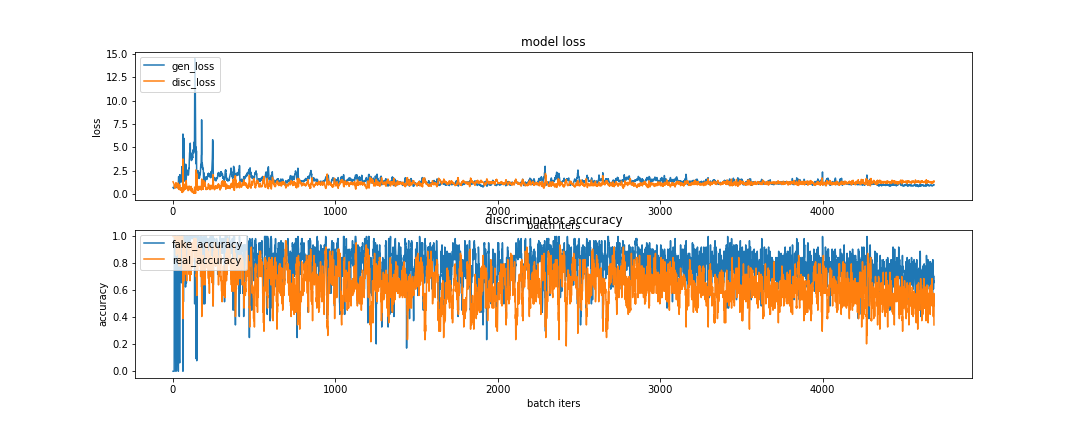 model loss
15.0
12.5
10.0
7.5
5.0
2.5
0.0
loss
gen_loss
disc_loss
0
1000
2000
3000
4000
batch iters
discriminator accuracy
1.0
0.8
0.6
0.4
0.2
0.0
accuracy
fake_accuracy
real_accuracy
0
1000
2000
3000
4000
batch iters